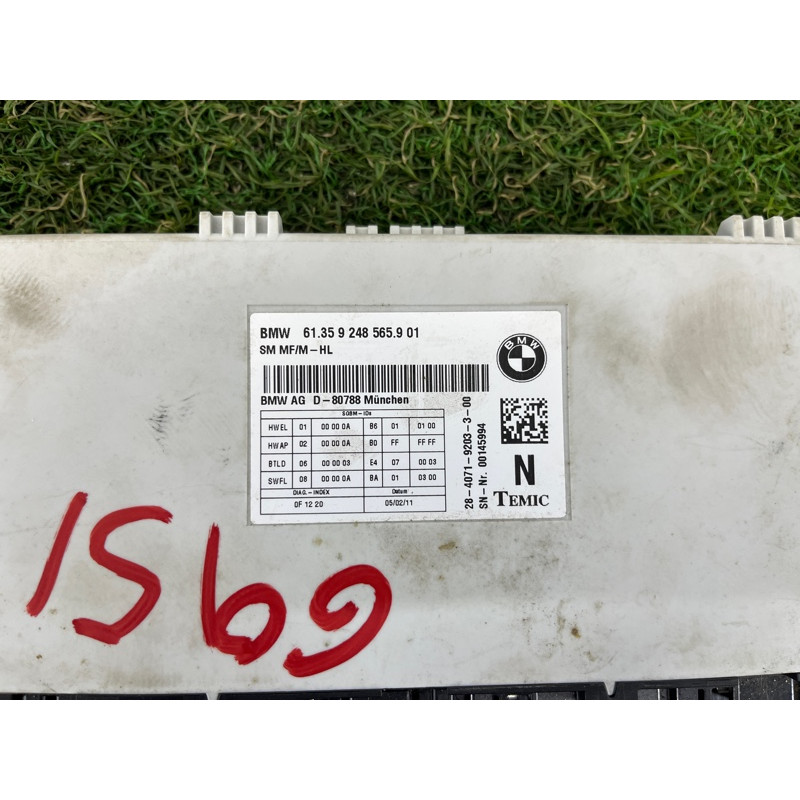 BMW 61.35 9 248 565.9 01
SM MF/M-HL
BMW
BMW AG D-80788 München
SGBM-IDs
HWEL 01 00 00 0A B6 01 01 00
HWAP 02 00 00 0A B0 FF FF FF
BTLD 06 00 00 03 E4 07 00 03
SWFL 08 00 00 0A BA 01 03 00
DIAG.-INDEX Datum:
0F 12 20 05/02/11
28-4071-9203-3-00
SN-Nr. 00145994
N
TEMIC